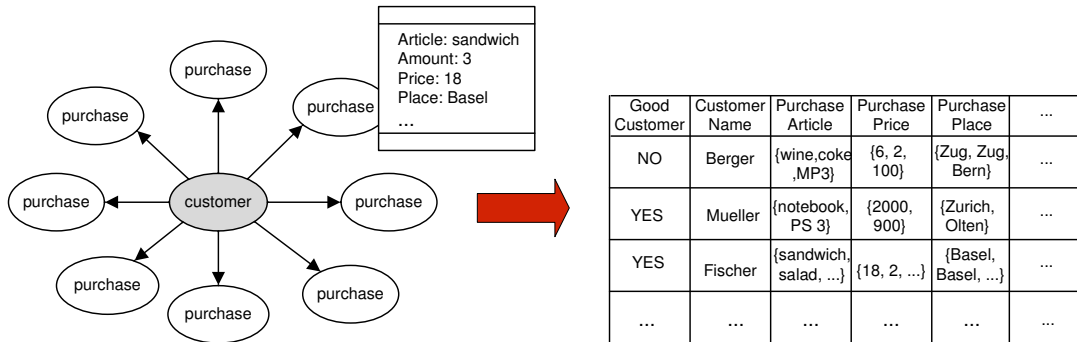 purchase
purchase
purchase
purchase
customer
purchase
purchase
purchase
purchase
Article: sandwich
Amount: 3
Price: 18
Place: Basel
...
Good Customer
Customer Name
Purchase Article
Purchase Price
Purchase Place
...
NO
Berger
{wine,coke
,MP3}
{6, 2,
100}
{Zug, Zug,
Bern}
...
YES
Mueller
{notebook,
PS 3}
{2000,
900}
{Zurich,
Olten}
...
YES
Fischer
{sandwich,
salad, ...}
{18, 2, ...}
{Basel,
Basel, ...}
...
...
...
...
...
...
...